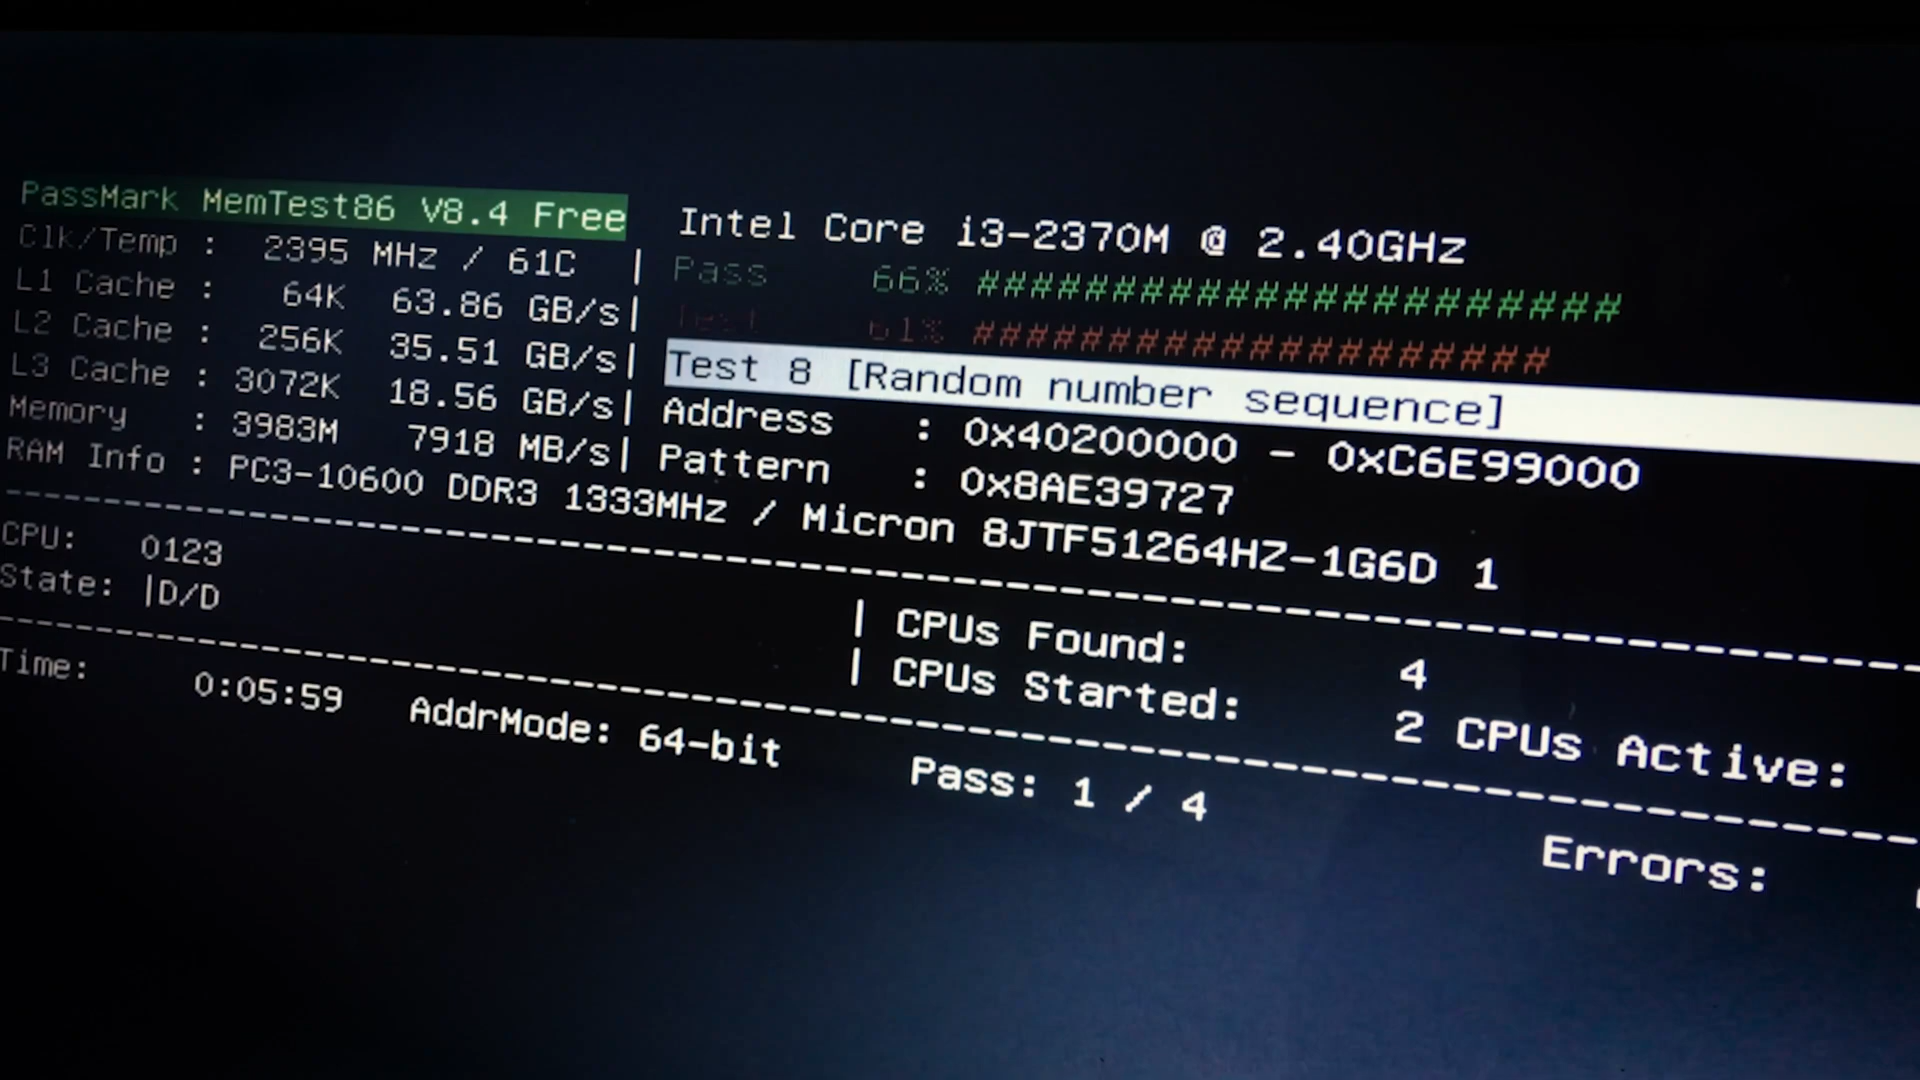 PassMark MemTest86 V8.4 Free Intel Core i3-2370M @ 2.40GHz
Clk/Temp : 2395 MHz / 61C | Pass 66% ########################
L1 Cache : 64K 63.86 GB/s| Test 61% #####################
L2 Cache : 256K 35.51 GB/s| Test 8 [Random number sequence]
L3 Cache : 3072K 18.56 GB/s| Address : 0x40200000 - 0xC6E99000
Memory : 3983M 7918 MB/s| Pattern : 0x8AE39727
RAM Info : PC3-10600 DDR3 1333MHz / Micron 8JTF51264HZ-1G6D 1
CPU: 0123 | CPUs Found: 4
State: |D/D | CPUs Started: 2 CPUs Active:
Time: 0:05:59 AddrMode: 64-bit Pass: 1 / 4 Errors: